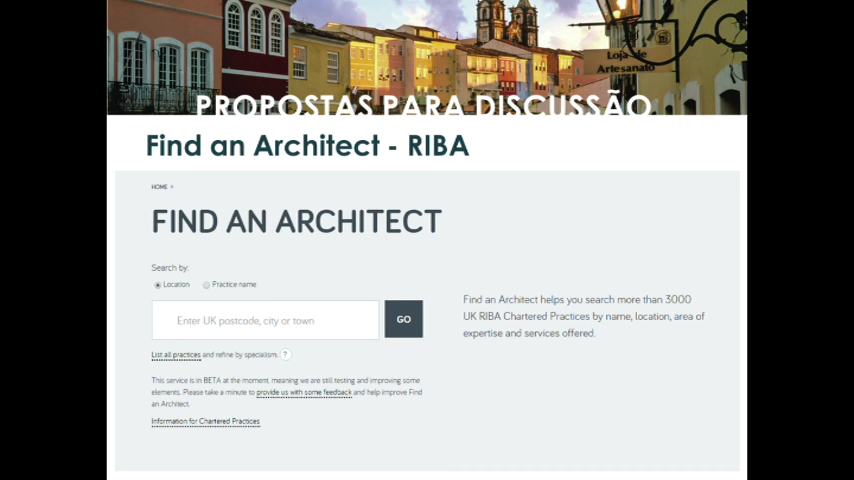 Loja de
Artesanato
PROPOSTAS PARA DISCUSSÃO
Find an Architect - RIBA
HOME >
FIND AN ARCHITECT
Search by:
Location Practice name
Enter UK postcode, city or town
GO
List all practices and refine by specialism. ?
This service is in BETA at the moment, meaning we are still testing and improving some
elements. Please take a minute to provide us with some feedback and help improve Find
an Architect.
Information for Chartered Practices
Find an Architect helps you search more than 3000
UK RIBA Chartered Practices by name, location, area of
expertise and services offered.